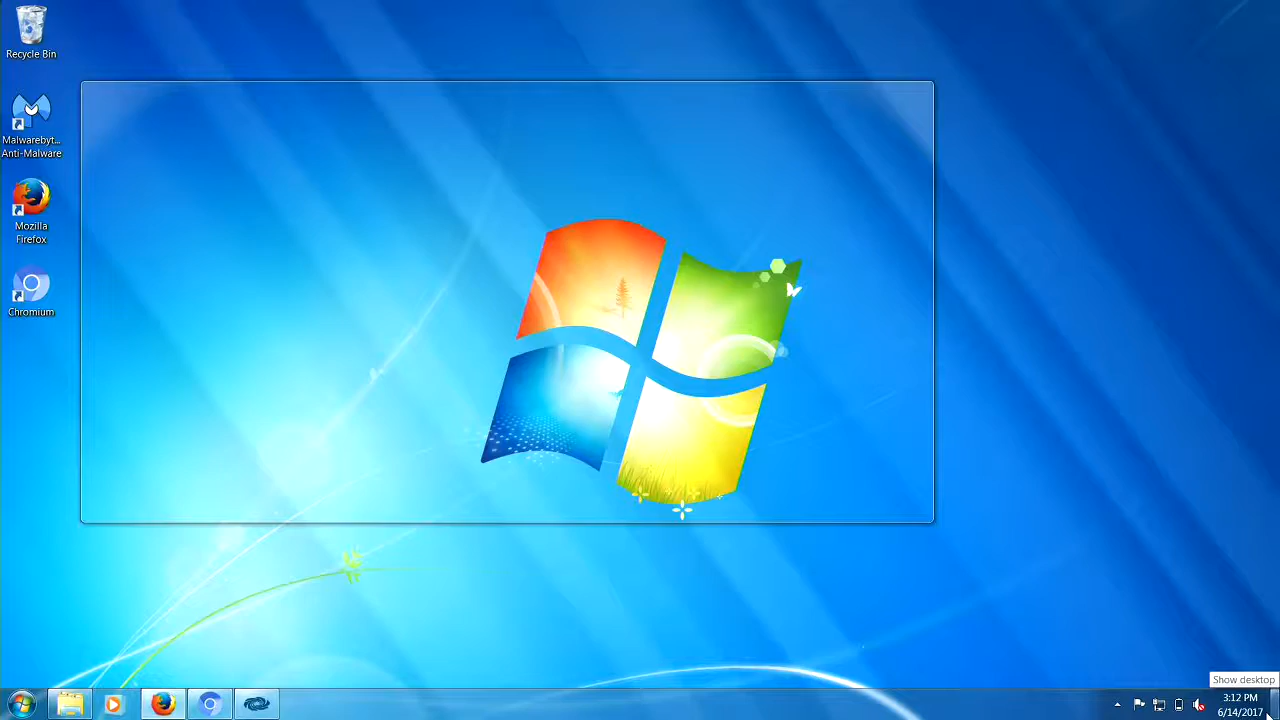 Recycle Bin
Malwarebyt...
Anti-Malware
Mozilla
Firefox
Chromium
Show desktop
3:12 PM
6/14/2017